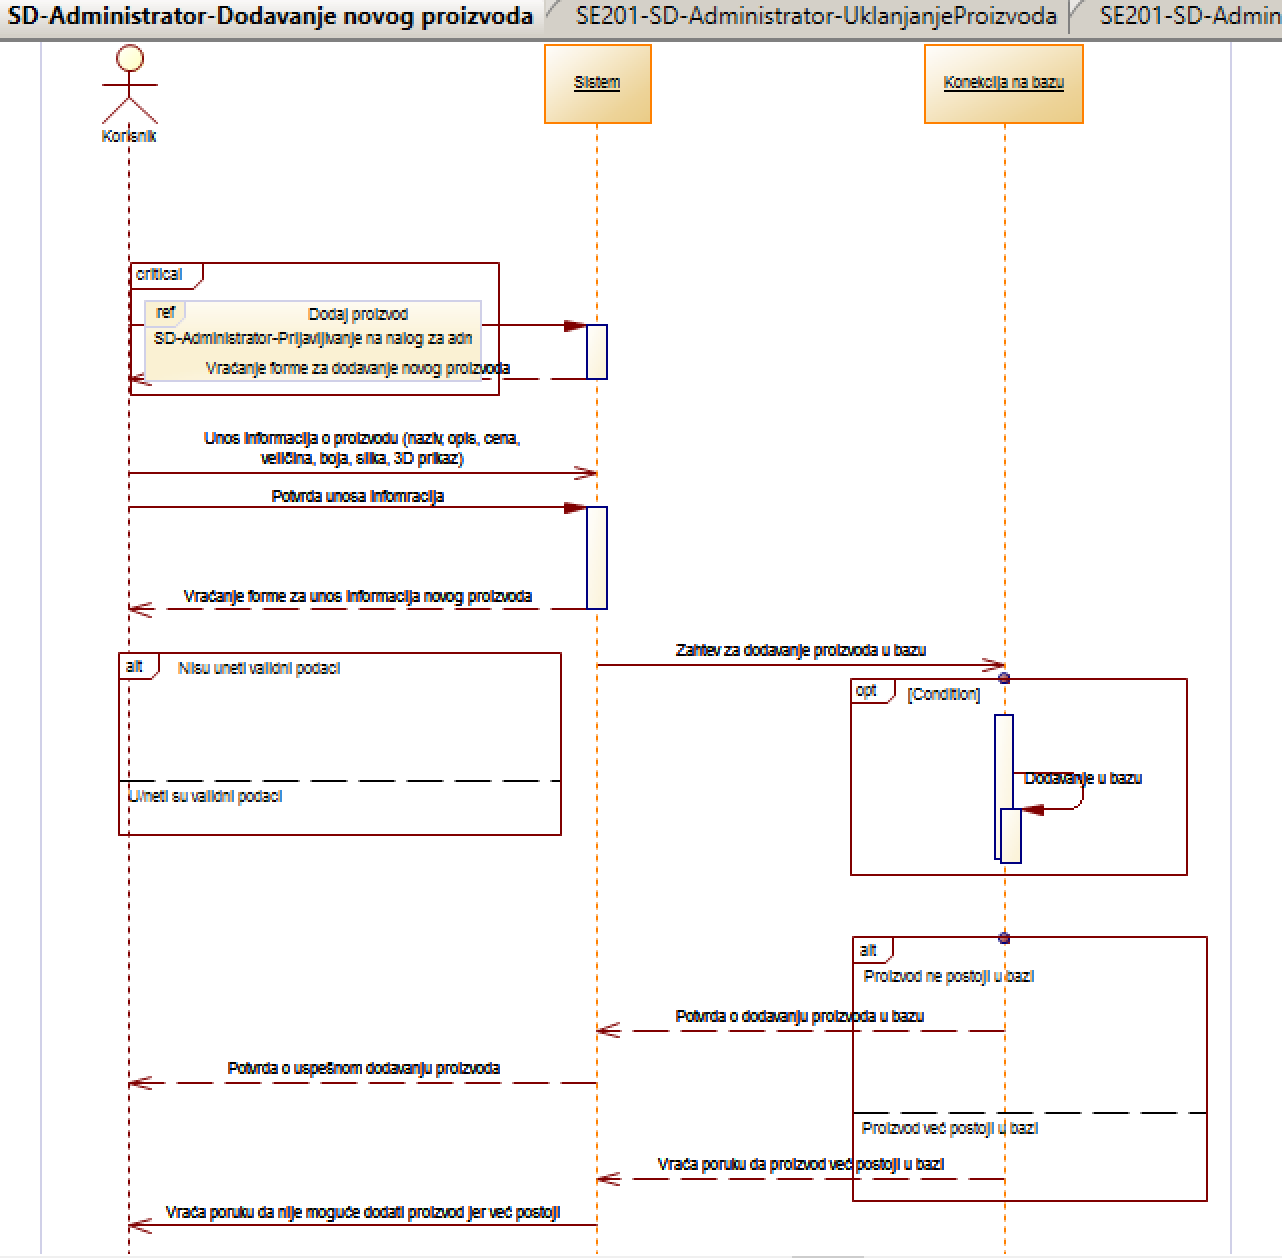 SD-Administrator-Dodavanje novog proizvoda
SE201-SD-Administrator-UklanjanjeProizvoda
SE201-SD-Admin
Korisnik
Sistem
Konekcija na bazu
critical
ref
Dodaj proizvod
SD-Administrator-Prijavljivanje na nalog za adn
Vraćanje forme za dodavanje novog proizvoda
Unos informacija o proizvodu (naziv, opis, cena,
veličina, boja, slika, 3D prikaz)
Potvrda unosa infomracija
Vraćanje forme za unos informacija novog proizvoda
Zahtev za dodavanje proizvoda u bazu
alt
Nisu uneti validni podaci
opt
[Condition]
Dodavanje u bazu
U/neti su validni podaci
alt
Proizvod ne postoji u bazi
Potvrda o dodavanju proizvoda u bazu
Potvrda o uspešnom dodavanju proizvoda
Proizvod već postoji u bazi
Vraća poruku da proizvod već postoji u bazi
Vraća poruku da nije moguće dodati proizvod jer već postoji